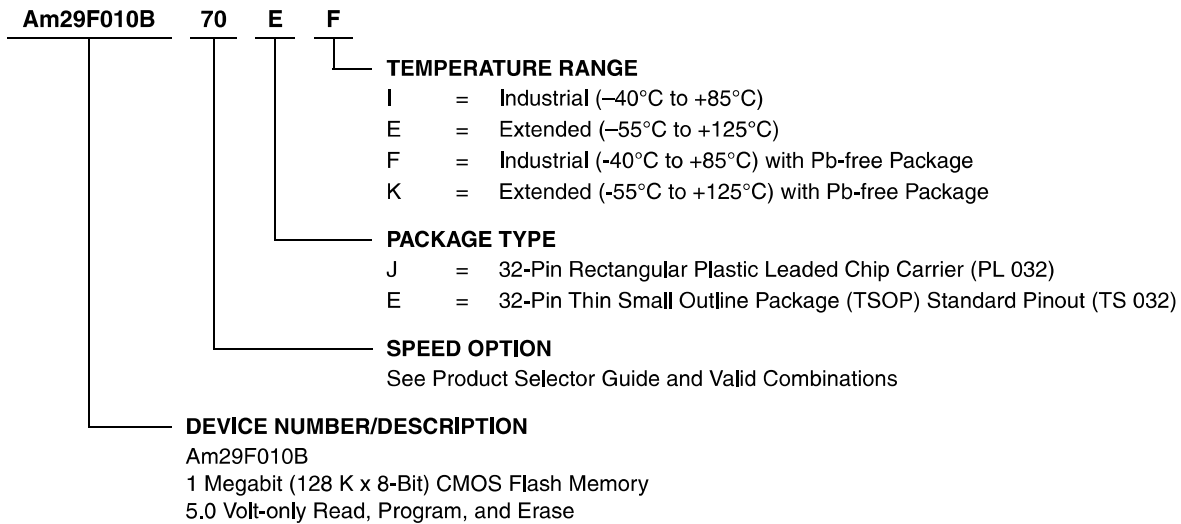 Am29F010B 70 E F
TEMPERATURE RANGE
I = Industrial (–40°C to +85°C)
E = Extended (–55°C to +125°C)
F = Industrial (-40°C to +85°C) with Pb-free Package
K = Extended (-55°C to +125°C) with Pb-free Package
PACKAGE TYPE
J = 32-Pin Rectangular Plastic Leaded Chip Carrier (PL 032)
E = 32-Pin Thin Small Outline Package (TSOP) Standard Pinout (TS 032)
SPEED OPTION
See Product Selector Guide and Valid Combinations
DEVICE NUMBER/DESCRIPTION
Am29F010B
1 Megabit (128 K x 8-Bit) CMOS Flash Memory
5.0 Volt-only Read, Program, and Erase